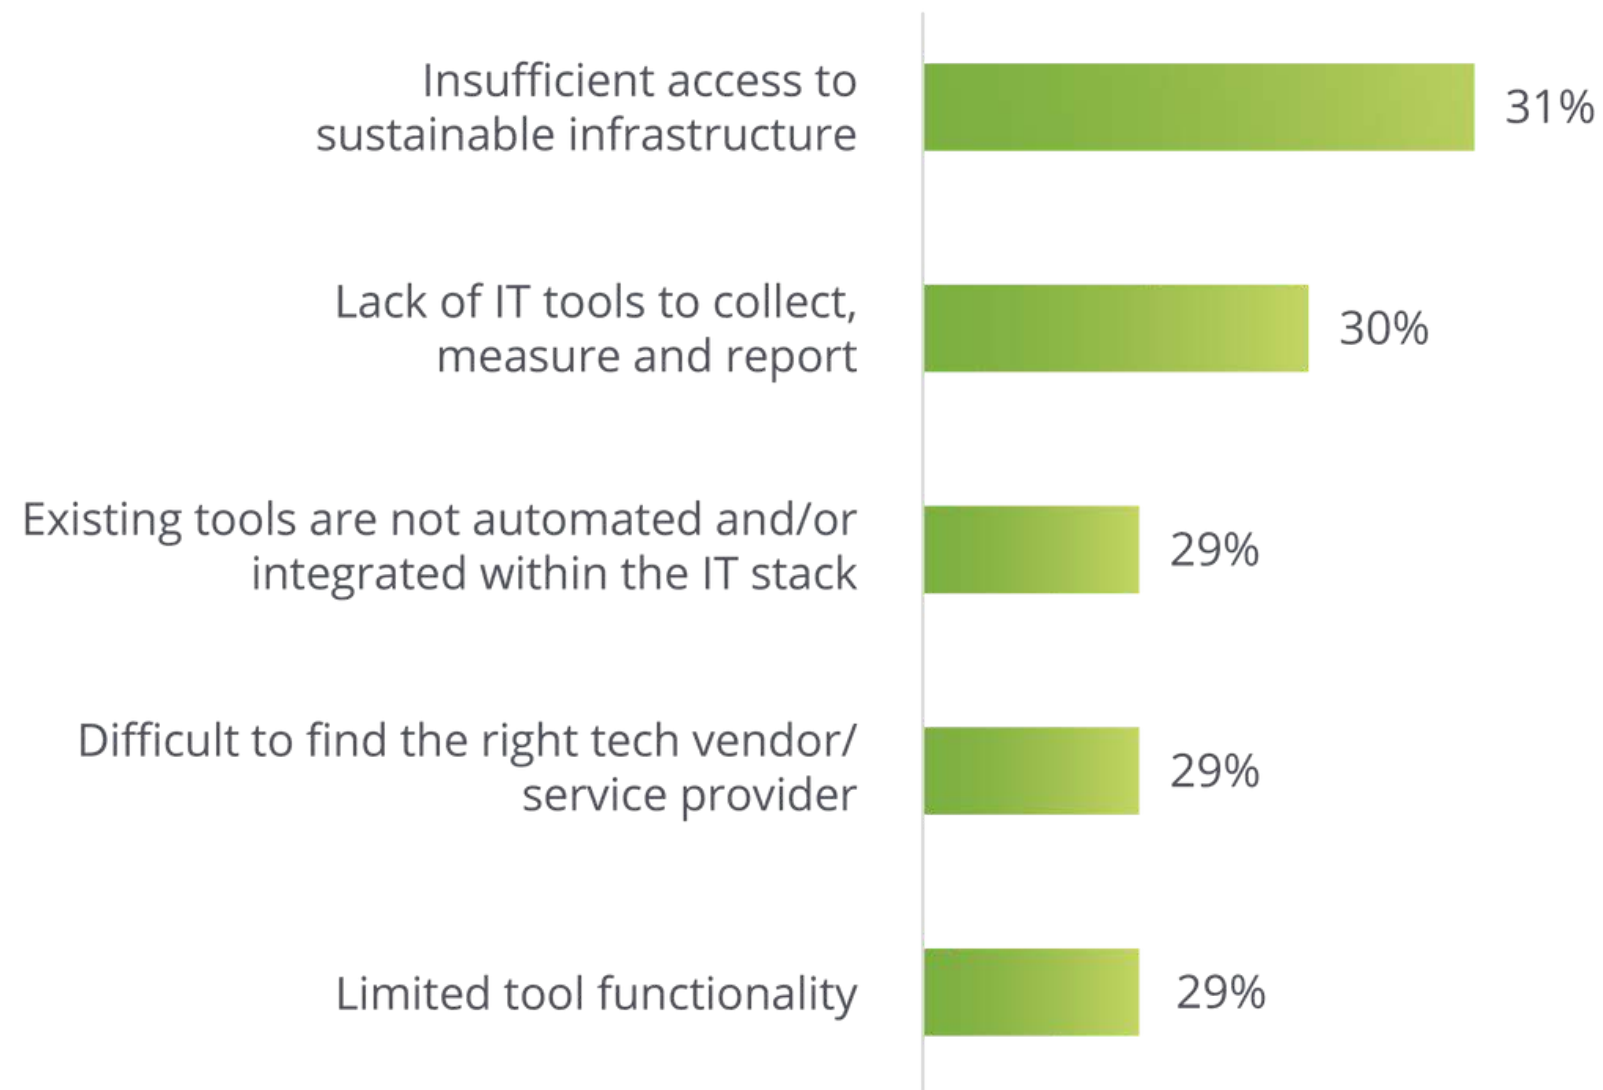 Insufficient access to
sustainable infrastructure
31%
Lack of IT tools to collect,
measure and report
30%
Existing tools are not automated and/or
integrated within the IT stack
29%
Difficult to find the right tech vendor/
service provider
29%
Limited tool functionality
29%